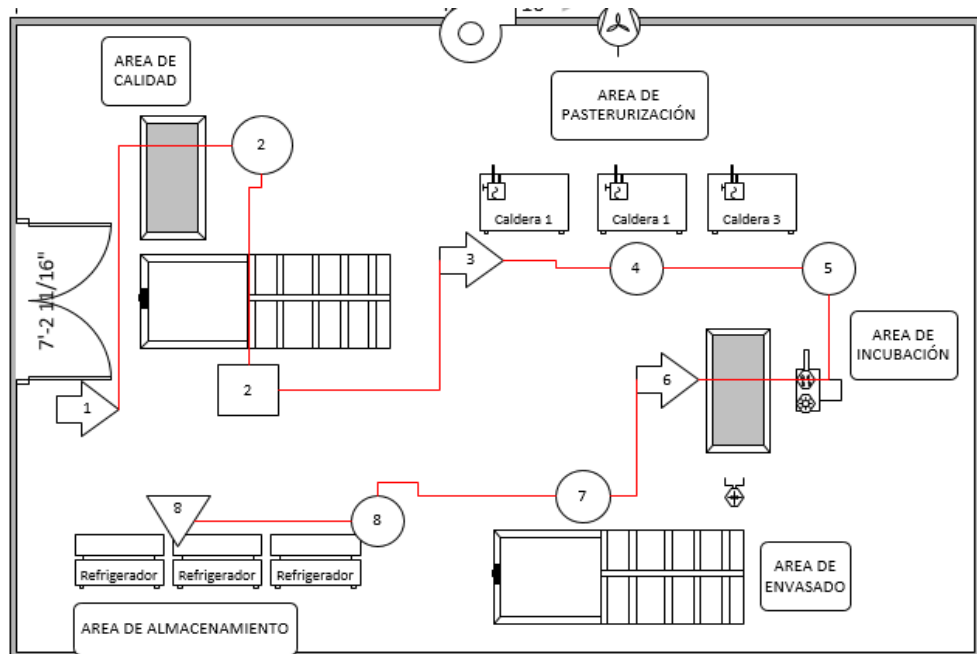 AREA DE
CALIDAD
AREA DE
PASTERURIZACIÓN
2
Caldera 1
Caldera 1
Caldera 3
7'-2 11/16"
3
4
5
AREA DE
INCUBACIÓN
1
2
6
7
8
8
Refrigerador
Refrigerador
Refrigerador
AREA DE
ENVASADO
AREA DE ALMACENAMIENTO